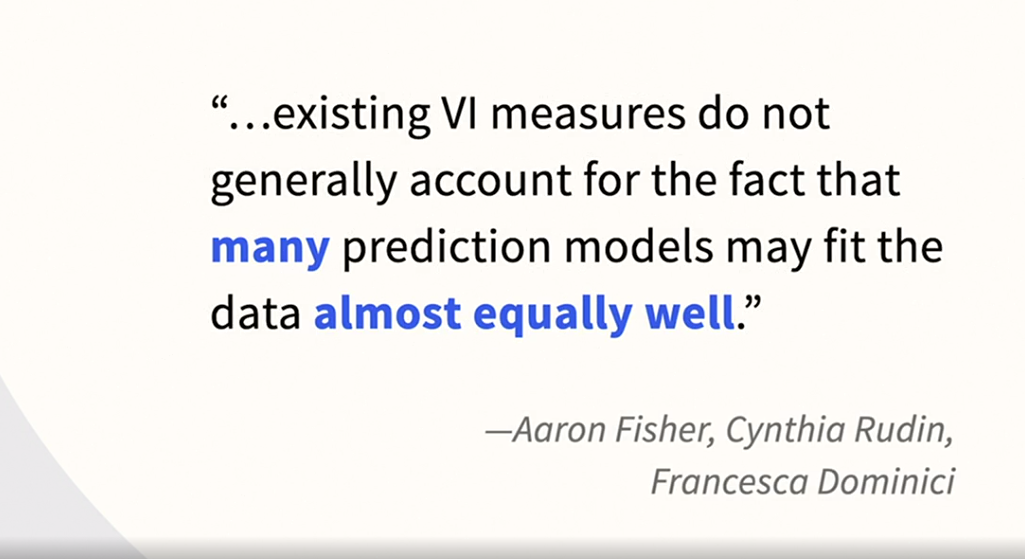 “…existing VI measures do not
generally account for the fact that
many prediction models may fit the
data almost equally well.”
—Aaron Fisher, Cynthia Rudin,
Francesca Dominici